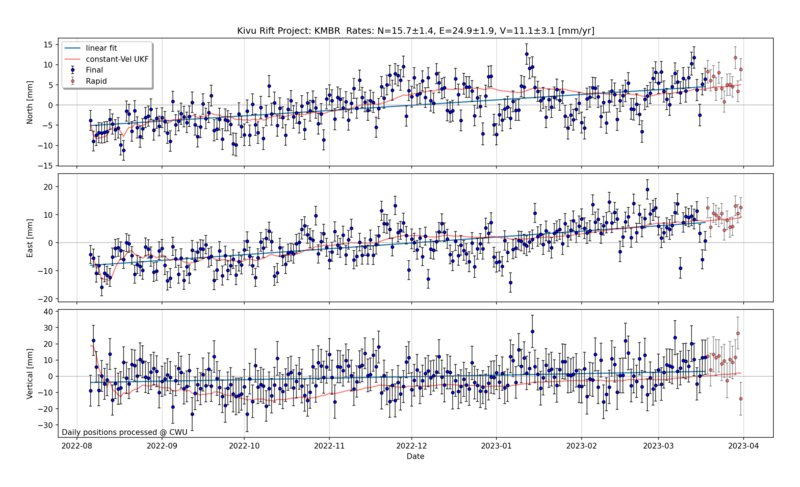 Kivu Rift Project: KMBR Rates: N=15.7±1.4, E=24.9±1.9, V=11.1±3.1 [mm/yr]
linear fit
constant-Vel UKF
Final
Rapid
North [mm]
15
10
5
0
−5
−10
−15
East [mm]
20
10
0
−10
−20
Vertical [mm]
40
30
20
10
0
−10
−20
−30
Daily positions processed @ CWU
2022-08 2022-09 2022-10 2022-11 2022-12 2023-01 2023-02 2023-03 2023-04
Date